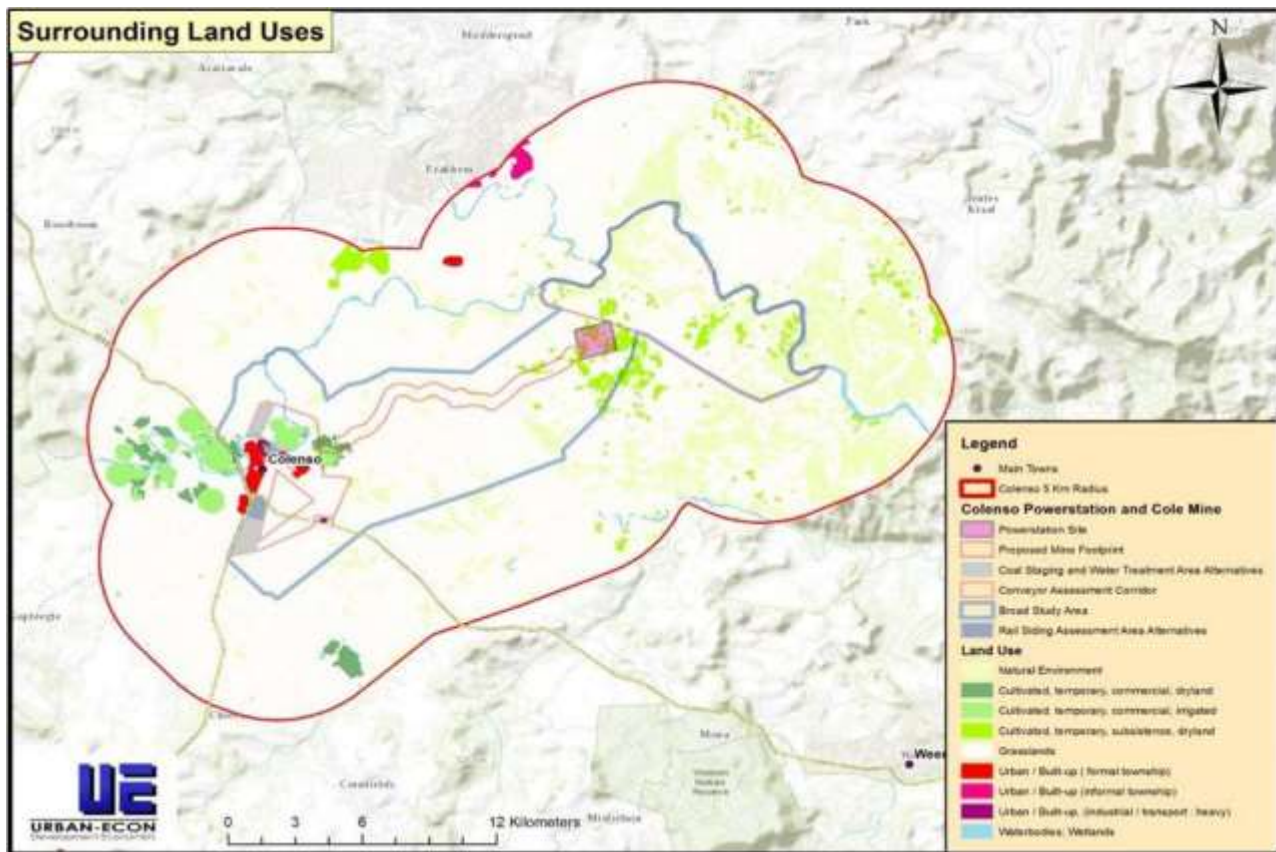 Surrounding Land Uses
N
Colenso
Ween
Legend
Main Towns
Colenso 5 Km Radius
Colenso Powerstation and Cole Mine
Powerstation Site
Proposed Mine Footprint
Coal Staging and Water Treatment Area Alternatives
Conveyor Assessment Corridor
Broad Study Area
Rail Siding Assessment Area Alternatives
Land Use
Natural Environment
Cultivated, temporary, commercial, dryland
Cultivated, temporary, commercial, irrigated
Cultivated, temporary, subsistence, dryland
Grasslands
Urban / Built-up ( formal township)
Urban / Built-up (informal township)
Urban / Built-up, (industrial / transport : heavy)
Waterbodies, Wetlands
UE
URBAN-ECON
Development Economists
0 3 6 12 Kilometers